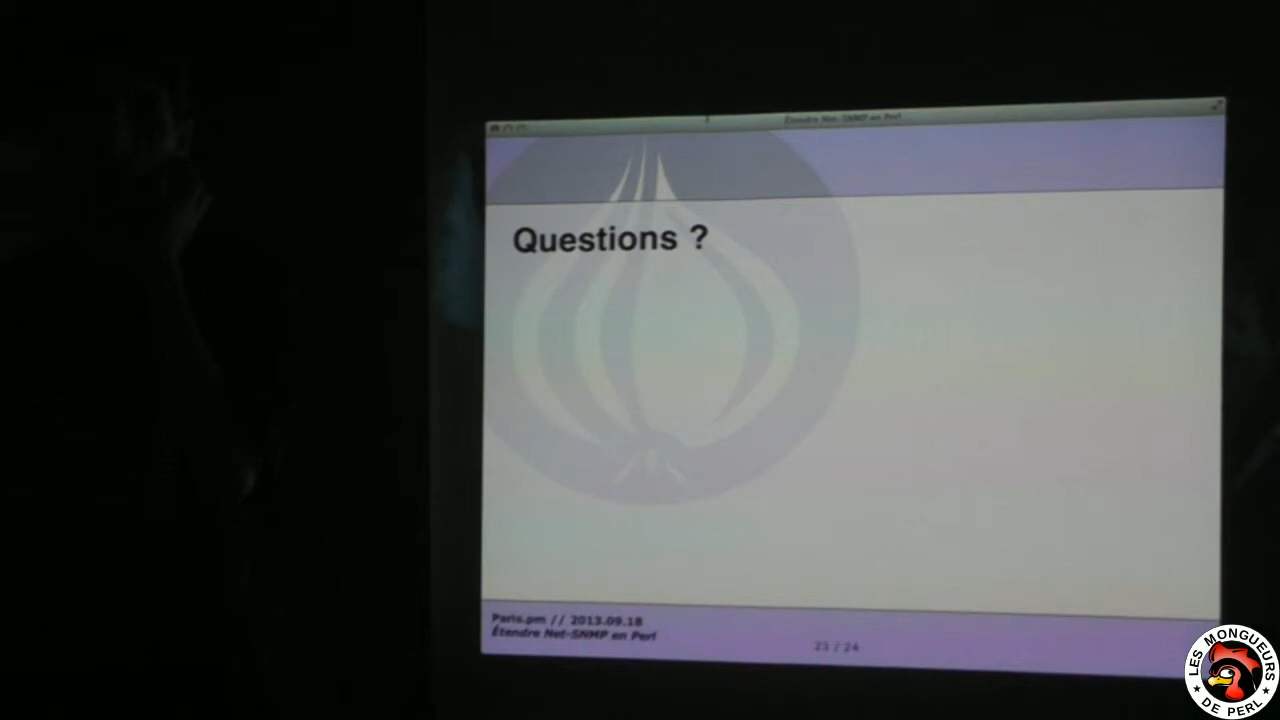 Étendre Net-SNMP en Perl
Questions ?
Paris.pm // 2013.09.18
Étendre Net-SNMP en Perl
23 / 24
LES MONGUEURS
DE PERL